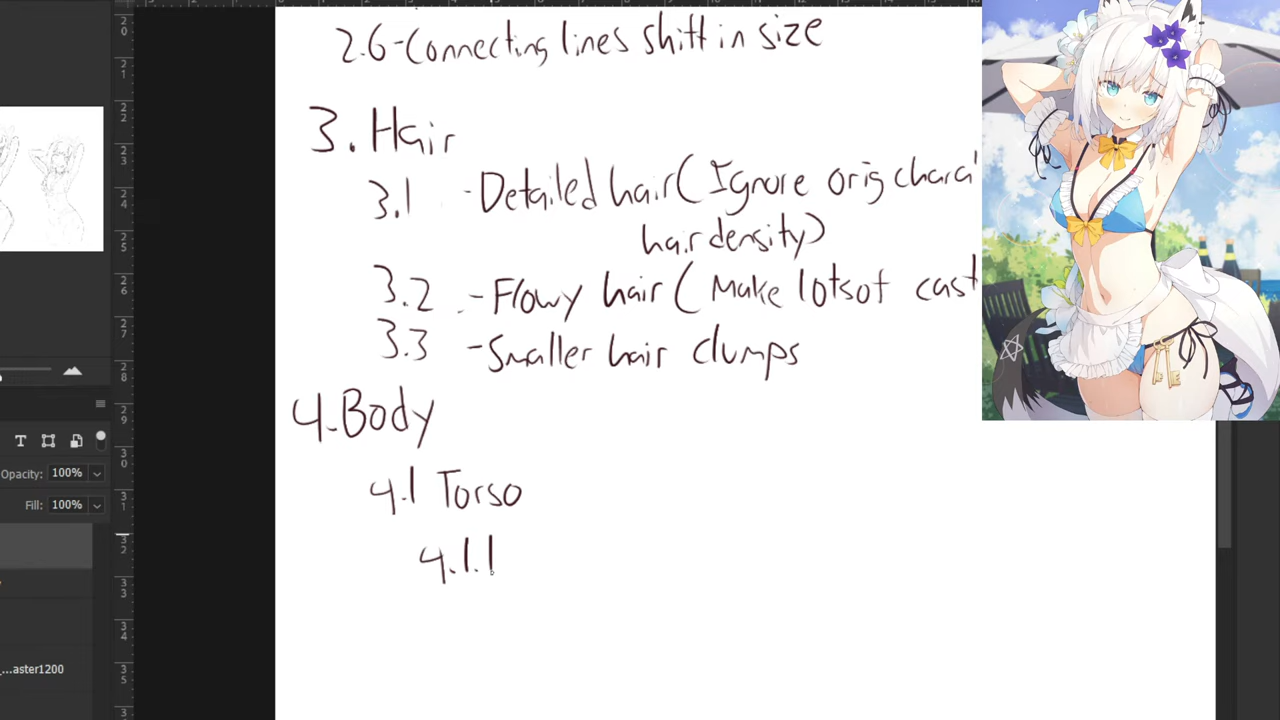 2.6-Connecting lines shift in size
3. Hair
3.1 -Detailed hair (Ignore orig
hair density)
3.2 -Flowy hair (Make lots of
3.3 -Smaller hair clumps
4. Body
4.1 Torso
4.1.1
Opacity: 100%
Fill: 100%
...aster1200